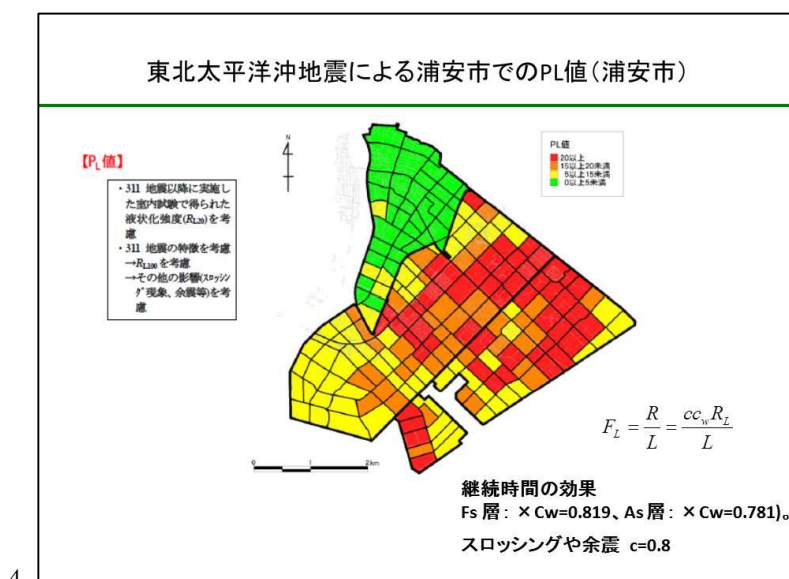 東北太平洋沖地震による浦安市でのPL値(浦安市)
【PL値】
・311 地震以降に実施し
た室内試験で得られた
液状化強度(RL20)を考
慮
・311 地震の特徴を考慮
→RL100 を考慮
→その他の影響(スロッシン
グ現象、余震等)を考
慮
N
PL値
20以上
15以上20未満
5以上15未満
0以上5未満
0 1 2km
F_L = R/L = cc_wR_L/L
継続時間の効果
Fs 層: ×Cw=0.819、As 層: ×Cw=0.781)。
スロッシングや余震 c=0.8
4